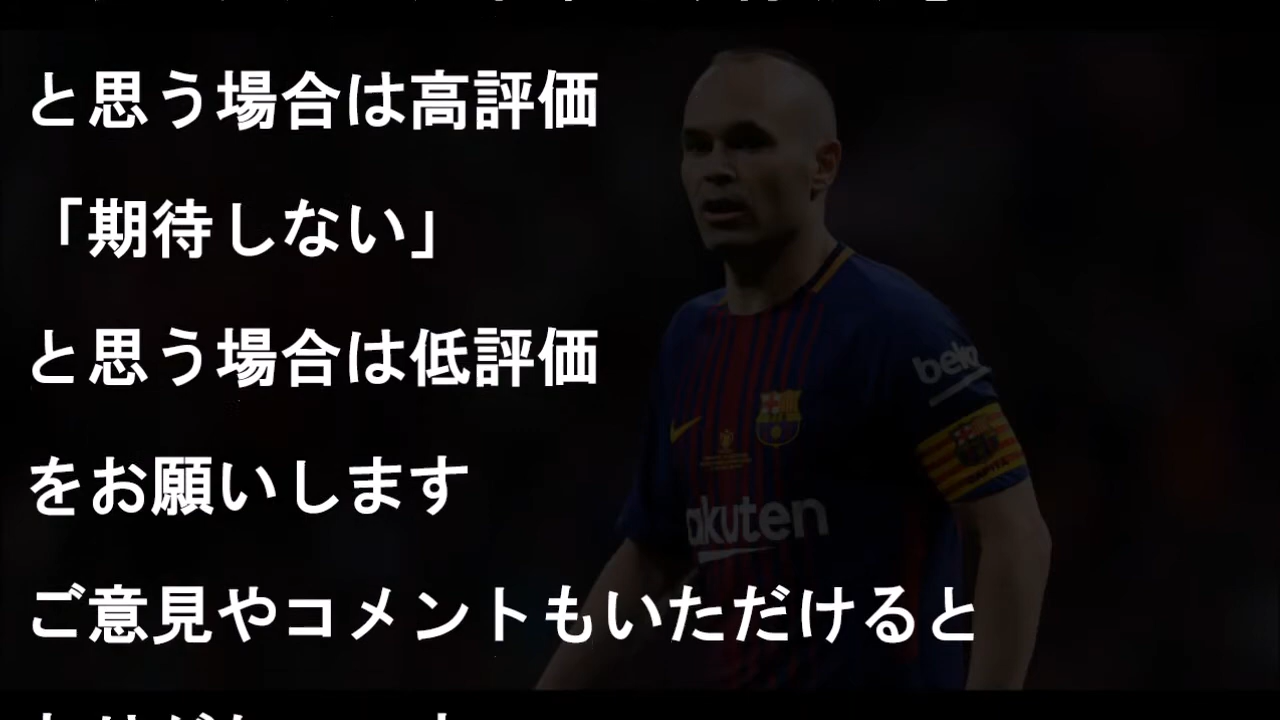 と思う場合は高評価
「期待しない」
と思う場合は低評価
をお願いします
ご意見やコメントもいただけると
beko
akuten